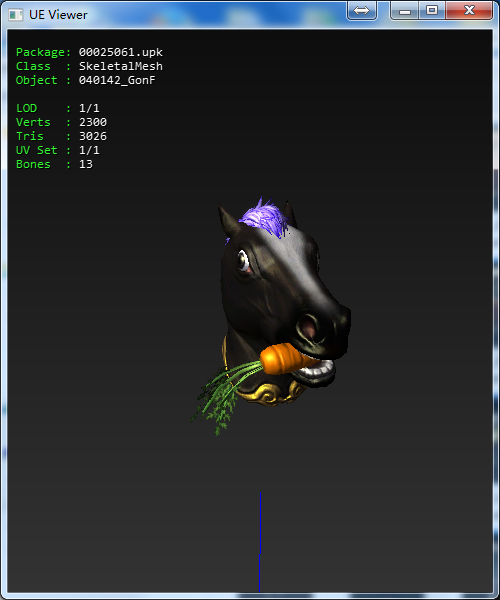 UE Viewer
Package: 00025061.upk
Class  : SkeletalMesh
Object : 040142_GonF
LOD    : 1/1
Verts  : 2300
Tris   : 3026
UV Set : 1/1
Bones  : 13